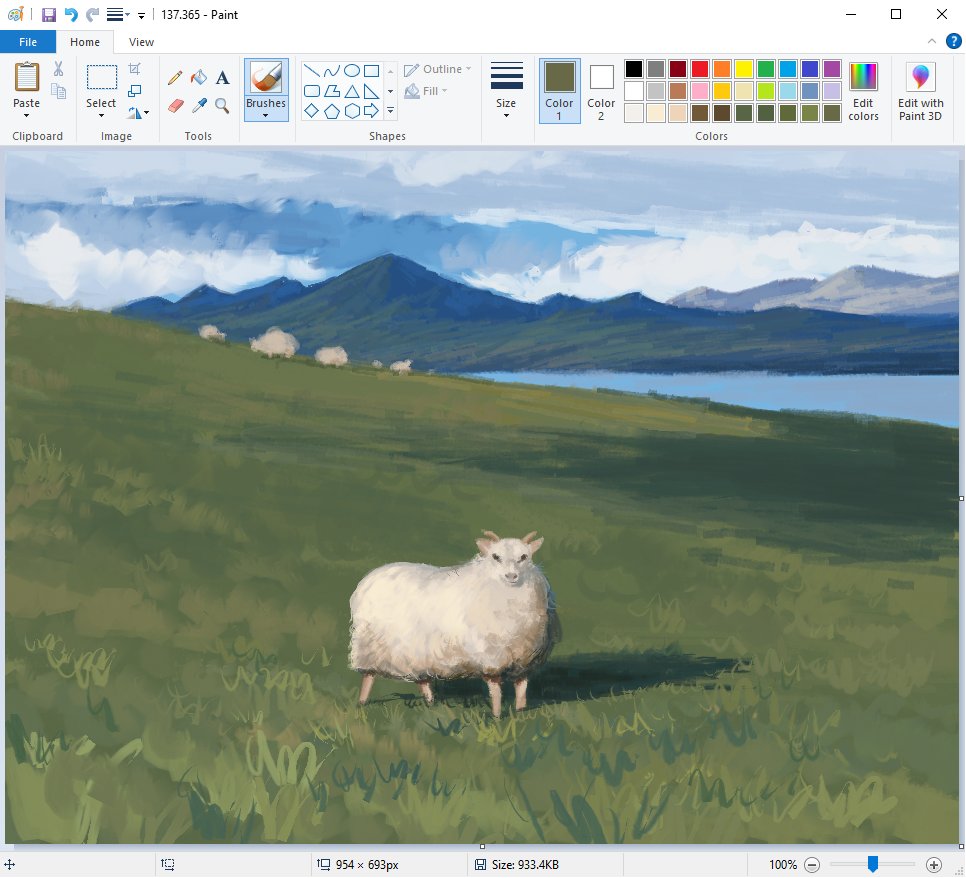 137.365 - Paint
File Home View
?
Paste Select A Brushes Outline Fill Size Color 1 Color 2 Edit colors Edit with Paint 3D
Clipboard Image Tools Shapes Colors
954 × 693px Size: 933.4KB 100%